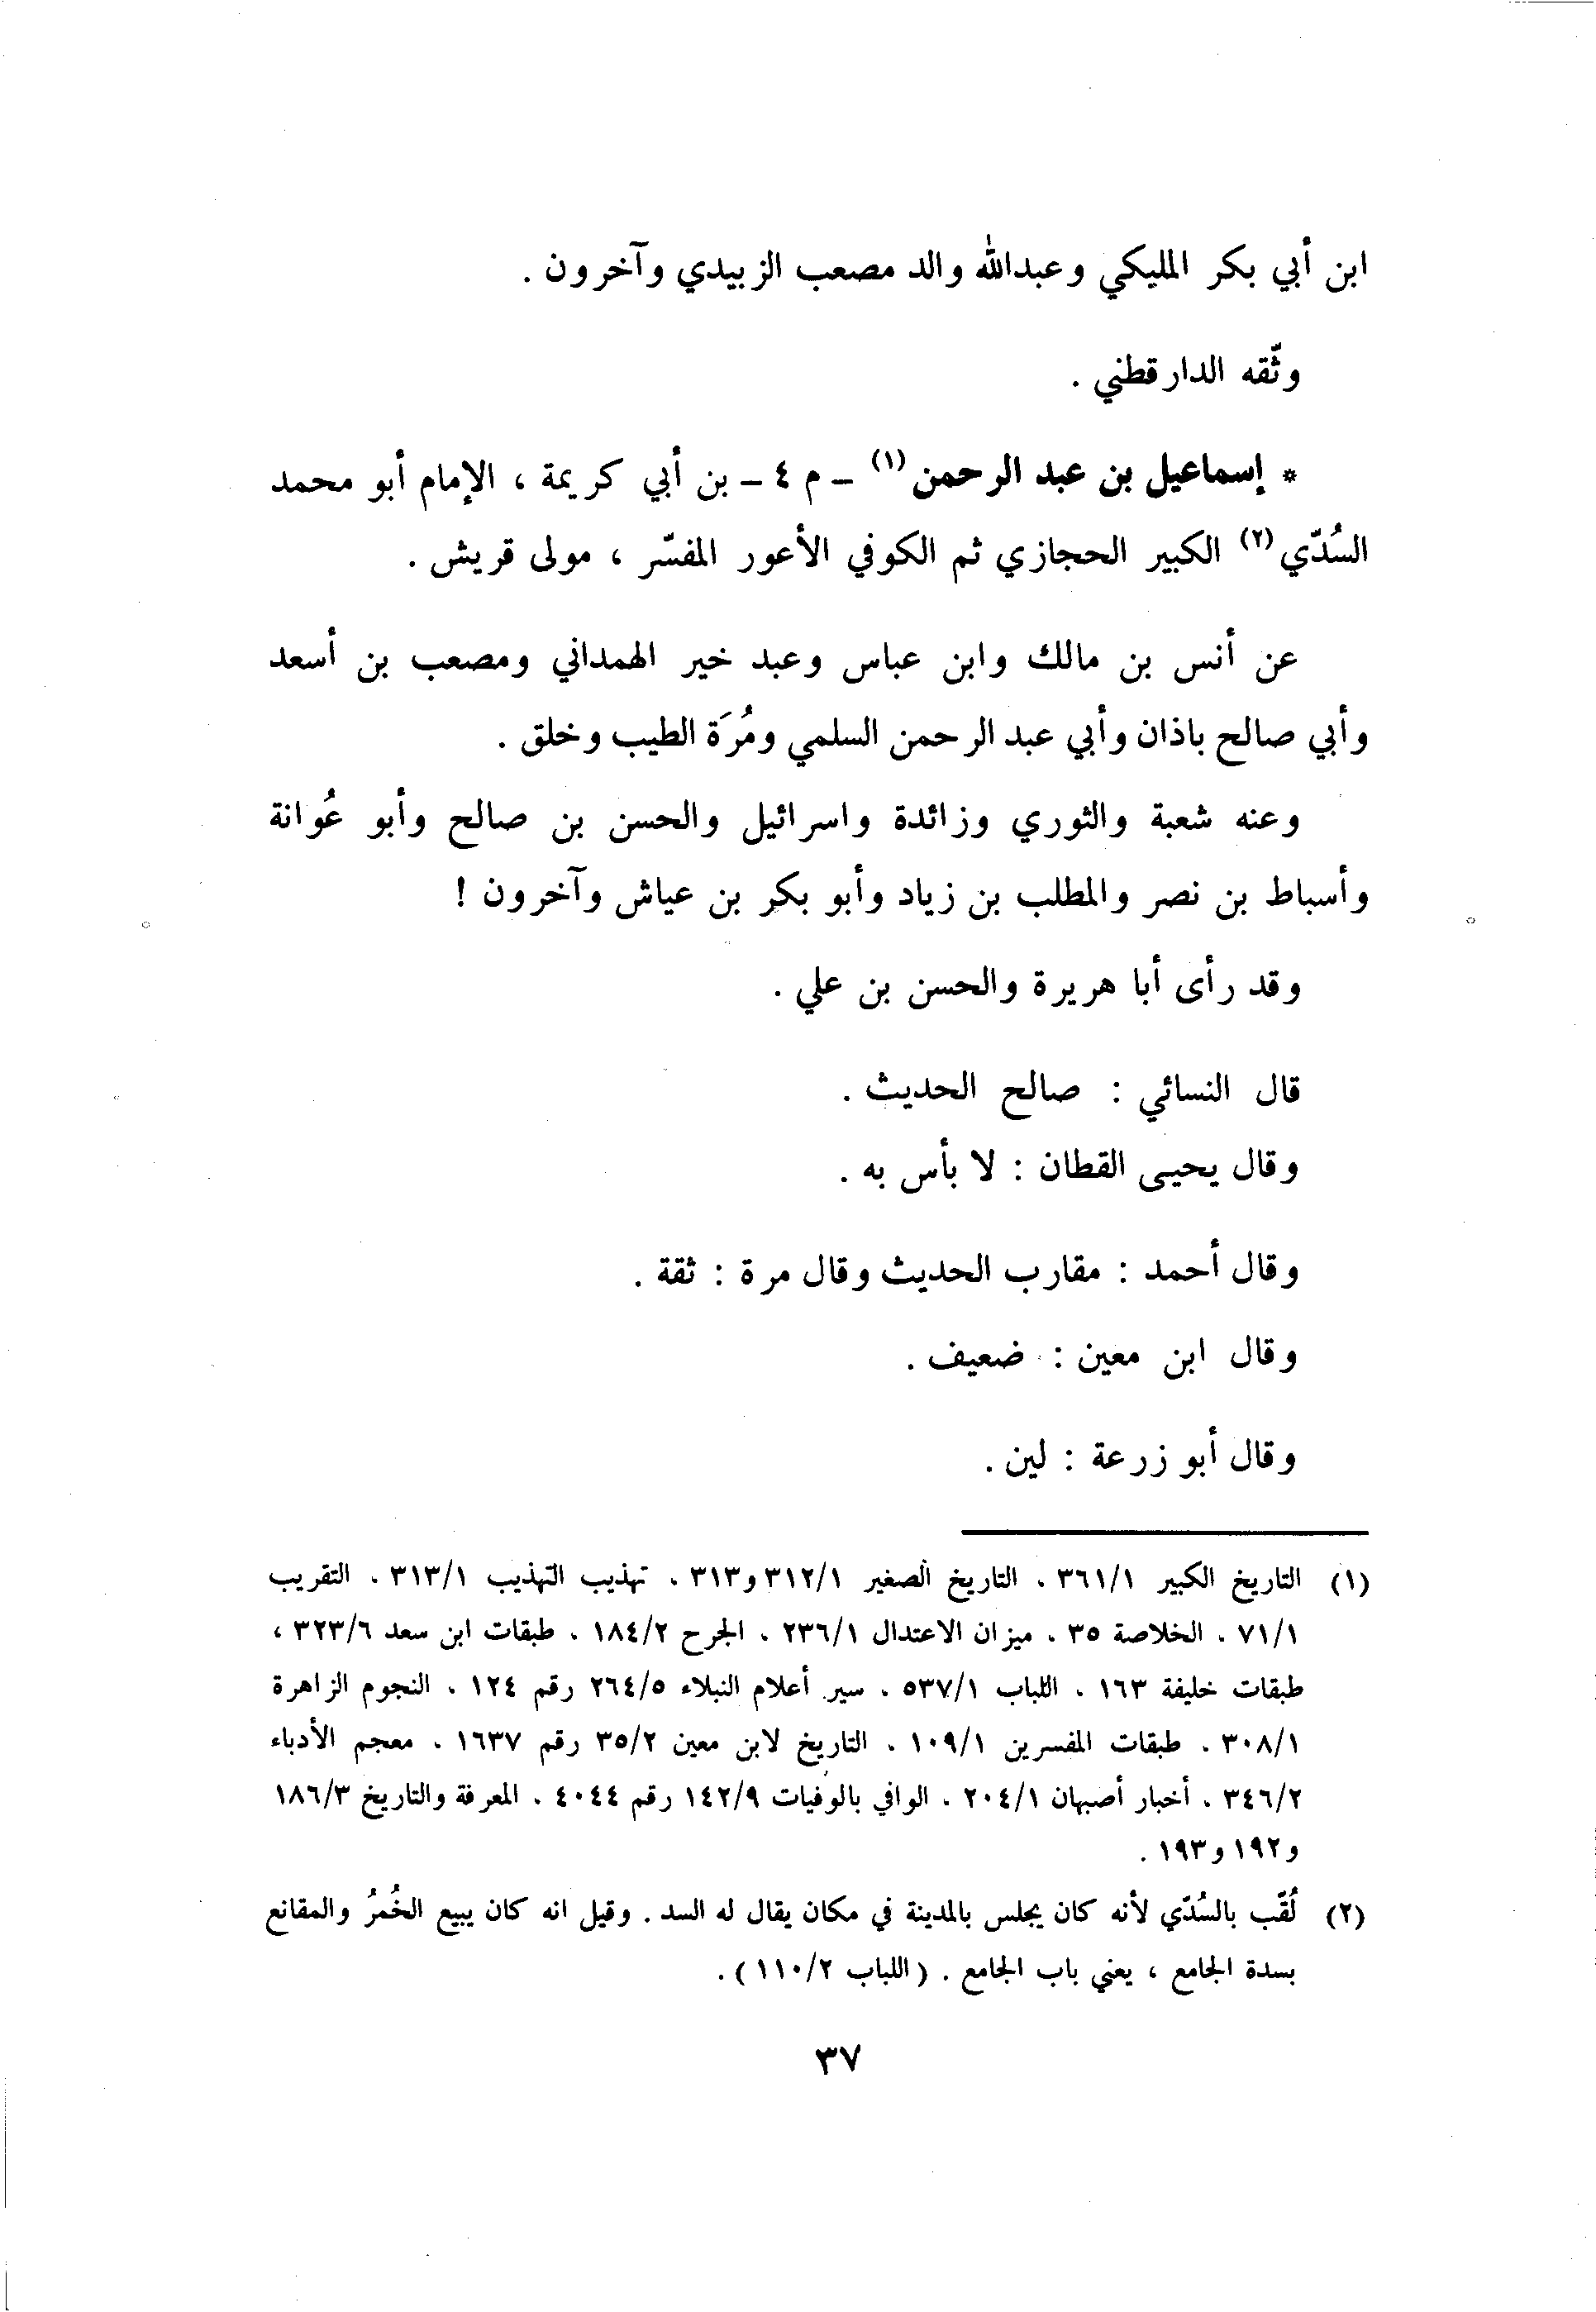 ابن أبي بكر المليكي وعبدالله والد مصعب الزبيدي وآخرون .
وثّقه الدارقطني .
* إسماعيل بن عبد الرحمن (١) ـ م ٤ ـ بن أبي كريمة ، الإمام أبو محمد
السُدّي (٢) الكبير الحجازي ثم الكوفي الأعور المفسّر ، مولى قريش .
عن أنس بن مالك وابن عباس وعبد خير الهمداني ومصعب بن أسعد
وأبي صالح باذان وأبي عبد الرحمن السلمي ومُرَة الطيب وخلق .
وعنه شعبة والثوري وزائدة واسرائيل والحسن بن صالح وأبو عُوانة
وأسباط بن نصر والمطلب بن زياد وأبو بكر بن عياش وآخرون !
وقد رأى أبا هريرة والحسن بن علي .
قال النسائي : صالح الحديث .
وقال يحيى القطان : لا بأس به .
وقال أحمد : مقارب الحديث وقال مرة : ثقة .
وقال ابن معين : ضعيف .
وقال أبو زرعة : لين .
(١) التاريخ الكبير ٣٦١/١ . التاريخ الصغير ٣١٢/١ و٣١٣ . تهذيب التهذيب ٣١٣/١ . التقريب
٧١/١ . الخلاصة ٣٥ . ميزان الاعتدال ٢٣٦/١ . الجرح ١٨٤/٢ . طبقات ابن سعد ٣٢٣/٦ ،
طبقات خليفة ١٦٣ . اللباب ٥٣٧/١ . سير أعلام النبلاء ٢٦٤/٥ رقم ١٢٤ . النجوم الزاهرة
٣٠٨/١ . طبقات المفسرين ١٠٩/١ . التاريخ لابن معين ٣٥/٢ رقم ١٦٣٧ . معجم الأدباء
٣٤٦/٢ . أخبار أصبهان ٢٠٤/١ . الوافي بالوفيات ١٤٢/٩ رقم ٤٠٤٤ . المعرفة والتاريخ ١٨٦/٣
و١٩٢ و١٩٣ .
(٢) لُقّب بالسُدّي لأنه كان يجلس بالمدينة في مكان يقال له السد . وقيل انه كان يبيع الخُمرُ والمقانع
بسدة الجامع ، يعني باب الجامع . (اللباب ١١٠/٢) .
٣٧